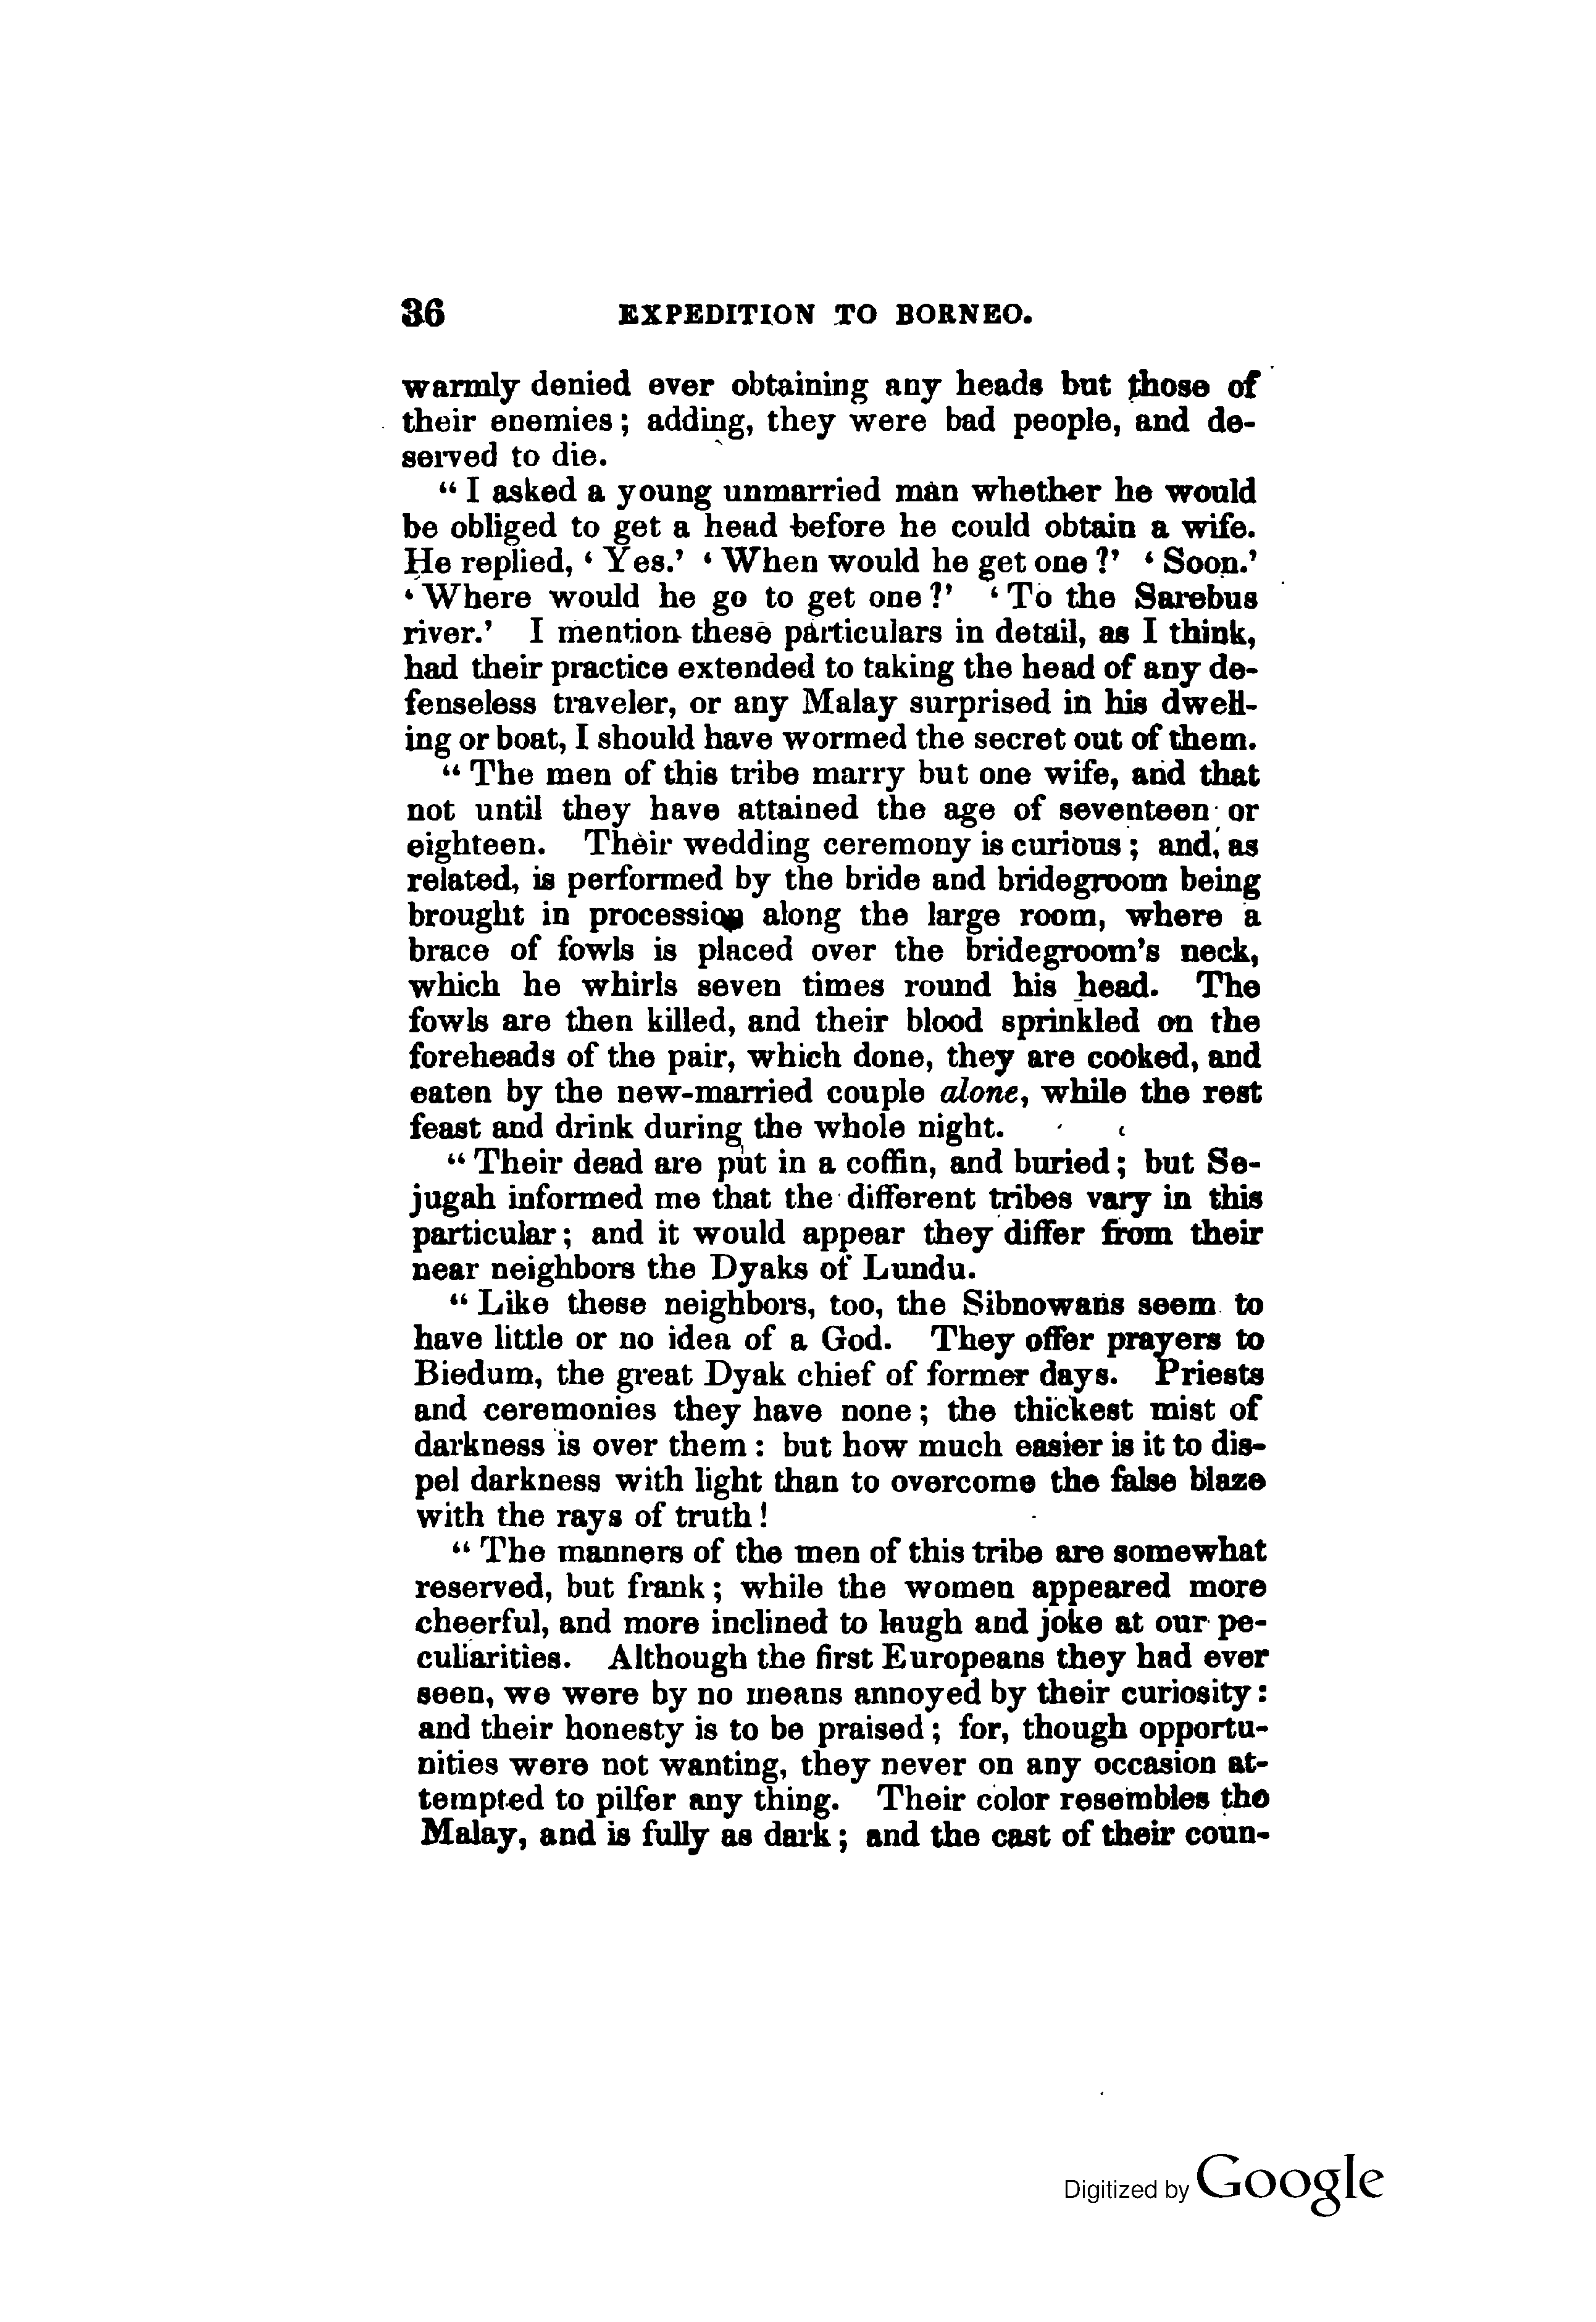 36 EXPEDITION TO BORNEO.
warmly denied ever obtaining any heads but those of
their enemies; adding, they were bad people, and de-
served to die.
“ I asked a young unmarried man whether he would
be obliged to get a head before he could obtain a wife.
He replied, ‘ Yes.’ ‘ When would he get one ?’ ‘ Soon.’
‘ Where would he go to get one ?’ ‘ To the Sarebus
river.’ I mention these particulars in detail, as I think,
had their practice extended to taking the head of any de-
fenseless traveler, or any Malay surprised in his dwell-
ing or boat, I should have wormed the secret out of them.
“ The men of this tribe marry but one wife, and that
not until they have attained the age of seventeen or
eighteen. Their wedding ceremony is curious; and, as
related, is performed by the bride and bridegroom being
brought in procession along the large room, where a
brace of fowls is placed over the bridegroom’s neck,
which he whirls seven times round his head. The
fowls are then killed, and their blood sprinkled on the
foreheads of the pair, which done, they are cooked, and
eaten by the new-married couple alone, while the rest
feast and drink during the whole night.
“ Their dead are put in a coffin, and buried; but Se-
jugah informed me that the different tribes vary in this
particular; and it would appear they differ from their
near neighbors the Dyaks of Lundu.
“ Like these neighbors, too, the Sibnowans seem to
have little or no idea of a God. They offer prayers to
Biedum, the great Dyak chief of former days. Priests
and ceremonies they have none; the thickest mist of
darkness is over them: but how much easier is it to dis-
pel darkness with light than to overcome the false blaze
with the rays of truth!
“ The manners of the men of this tribe are somewhat
reserved, but frank; while the women appeared more
cheerful, and more inclined to laugh and joke at our pe-
culiarities. Although the first Europeans they had ever
seen, we were by no means annoyed by their curiosity:
and their honesty is to be praised; for, though opportu-
nities were not wanting, they never on any occasion at-
tempted to pilfer any thing. Their color resembles the
Malay, and is fully as dark; and the cast of their coun-
Digitized by Google